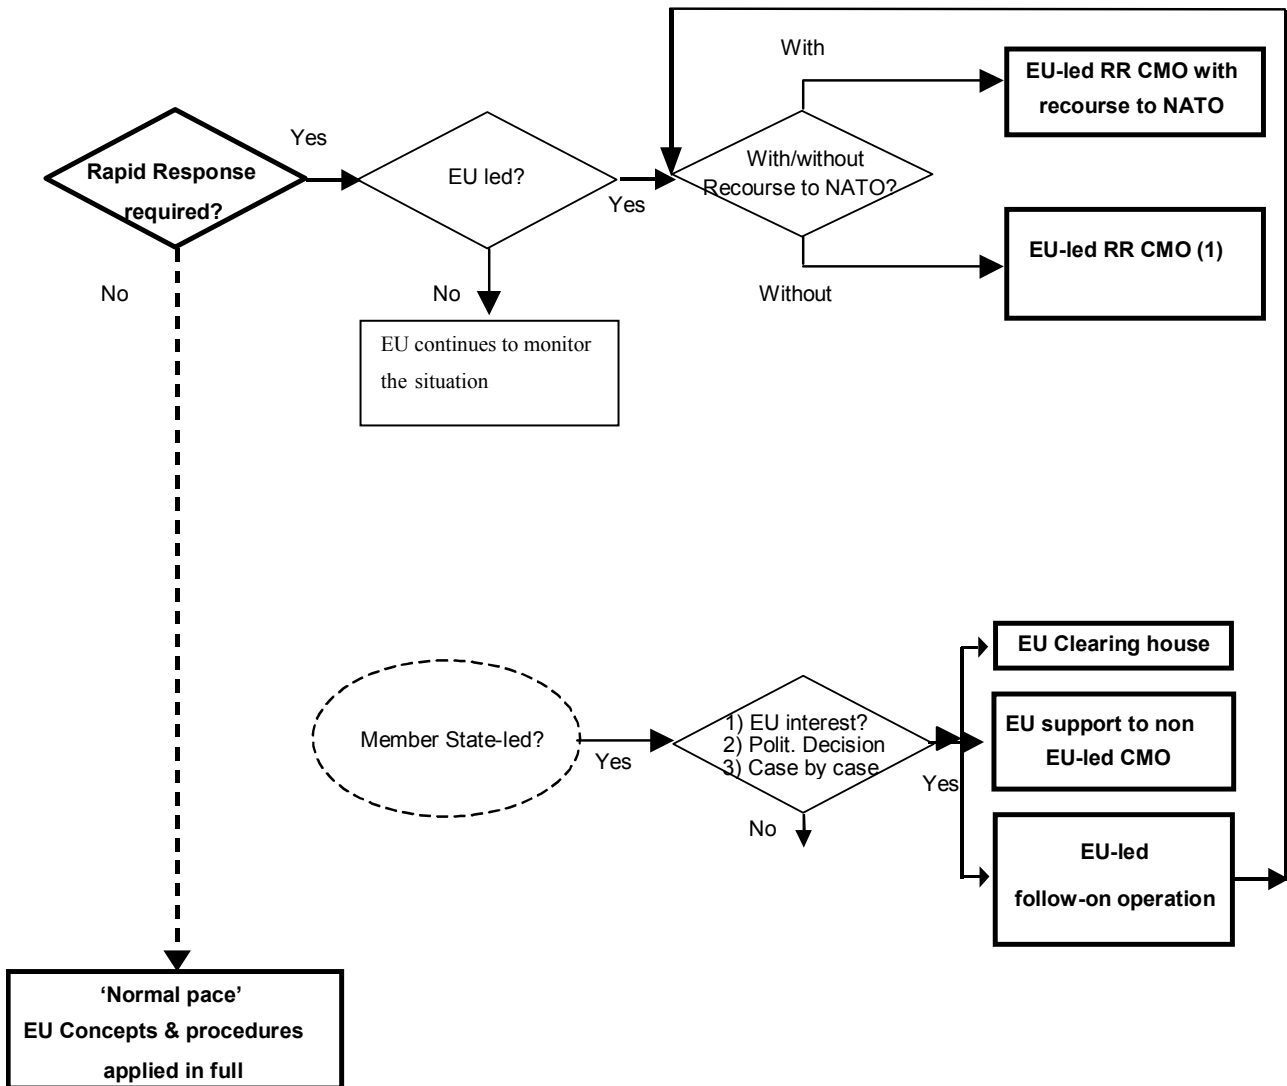 With
EU-led RR CMO with
recourse to NATO
Yes
Rapid Response
required?
EU led?
Yes
With/without
Recourse to NATO?
EU-led RR CMO (1)
No
No
Without
EU continues to monitor
the situation
EU Clearing house
Member State-led?
Yes
1) EU interest?
2) Polit. Decision
3) Case by case
Yes
EU support to non
EU-led CMO
No
EU-led
follow-on operation
‘Normal pace’
EU Concepts & procedures
applied in full